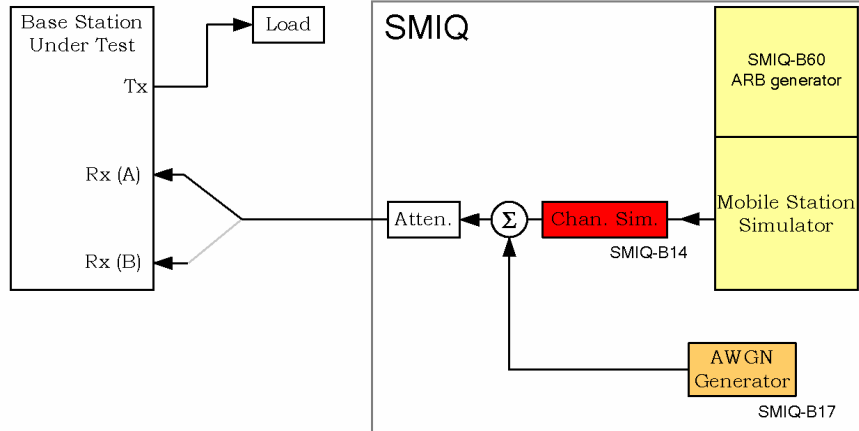 Base Station
Under Test
Tx
Rx (A)
Rx (B)
Load
SMIQ
SMIQ-B60
ARB generator
Mobile Station
Simulator
Atten.
Σ
Chan. Sim.
SMIQ-B14
AWGN
Generator
SMIQ-B17